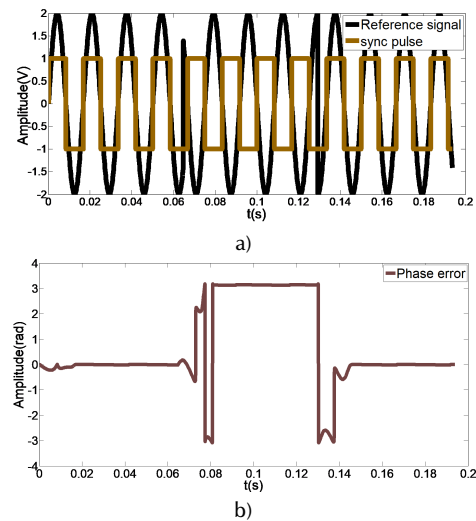 2
1.5
1
0.5
0
-0.5
-1
-1.5
-2
Amplitude(V)
Reference signal
sync pulse
0 0.02 0.04 0.06 0.08 0.1 0.12 0.14 0.16 0.18 0.2
t(s)
a)
4
3
2
1
0
-1
-2
-3
-4
Amplitude(rad)
Phase error
0 0.02 0.04 0.06 0.08 0.1 0.12 0.14 0.16 0.18 0.2
t(s)
b)